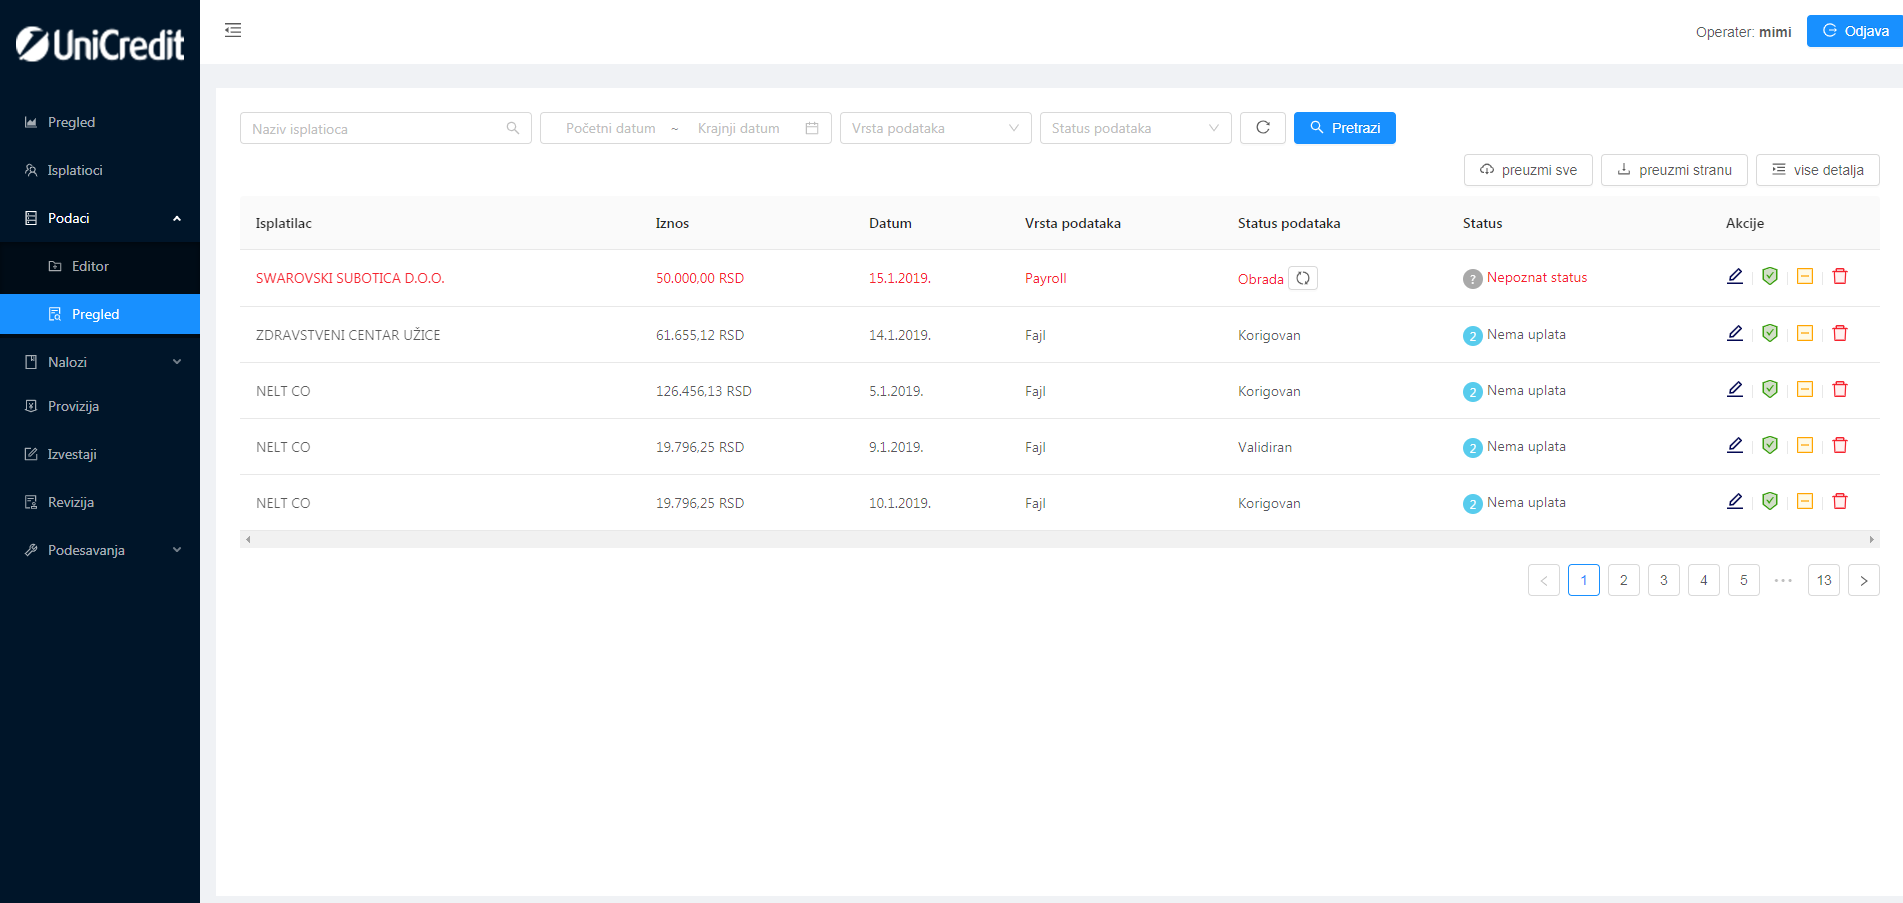 UniCredit
Operater: mimi
Odjava
Pregled
Isplatioci
Podaci
Editor
Pregled
Nalozi
Provizija
Izvestaji
Revizija
Podesavanja
Naziv isplatioca
Početni datum ~ Krajnji datum
Vrsta podataka
Status podataka
Pretrazi
preuzmi sve
preuzmi stranu
vise detalja
Isplatilac Iznos Datum Vrsta podataka Status podataka Status Akcije
SWAROVSKI SUBOTICA D.O.O. 50.000,00 RSD 15.1.2019. Payroll Obrada ? Nepoznat status
ZDRAVSTVENI CENTAR UŽICE 61.655,12 RSD 14.1.2019. Fajl Korigovan 2 Nema uplata
NELT CO 126.456,13 RSD 5.1.2019. Fajl Korigovan 2 Nema uplata
NELT CO 19.796,25 RSD 9.1.2019. Fajl Validiran 2 Nema uplata
NELT CO 19.796,25 RSD 10.1.2019. Fajl Korigovan 2 Nema uplata
< 1 2 3 4 5 ••• 13 >